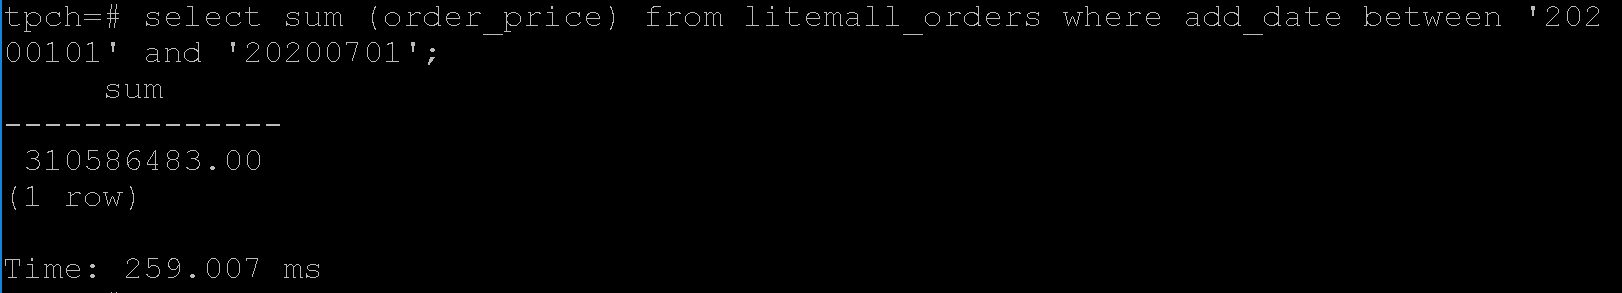 tpch=# select sum (order_price) from litemall_orders where add_date between '202
00101' and '20200701';
     sum
--------------
 310586483.00
(1 row)

Time: 259.007 ms